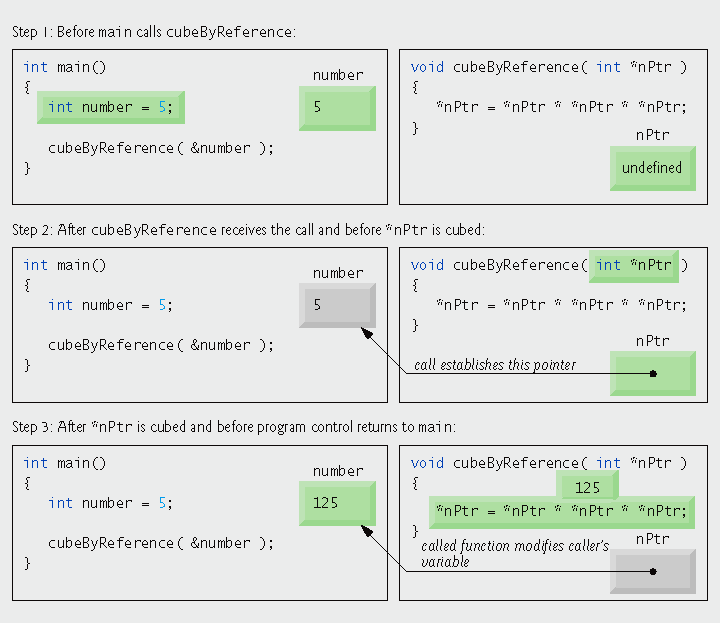 Step 1: Before main calls cubeByReference:
int main()
{
int number = 5;
cubeByReference( &number );
}
number
5
void cubeByReference( int *nPtr )
{
*nPtr = *nPtr * *nPtr * *nPtr;
}
nPtr
undefined
Step 2: After cubeByReference receives the call and before *nPtr is cubed:
int main()
{
int number = 5;
cubeByReference( &number );
}
number
5
void cubeByReference( int *nPtr )
{
*nPtr = *nPtr * *nPtr * *nPtr;
}
nPtr
call establishes this pointer
Step 3: After *nPtr is cubed and before program control returns to main:
int main()
{
int number = 5;
cubeByReference( &number );
}
number
125
void cubeByReference( int *nPtr )
{
125
*nPtr = *nPtr * *nPtr * *nPtr;
}
called function modifies caller's
variable
nPtr